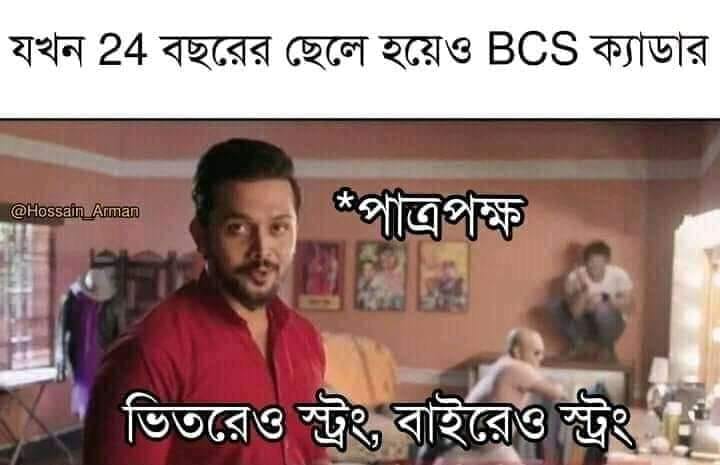 যখন 24 বছরের ছেলে হয়েও BCS ক্যাডার
@Hossain_Arman
*পাত্রপক্ষ
ভিতরেও স্ট্রং, বাইরেও স্ট্রং